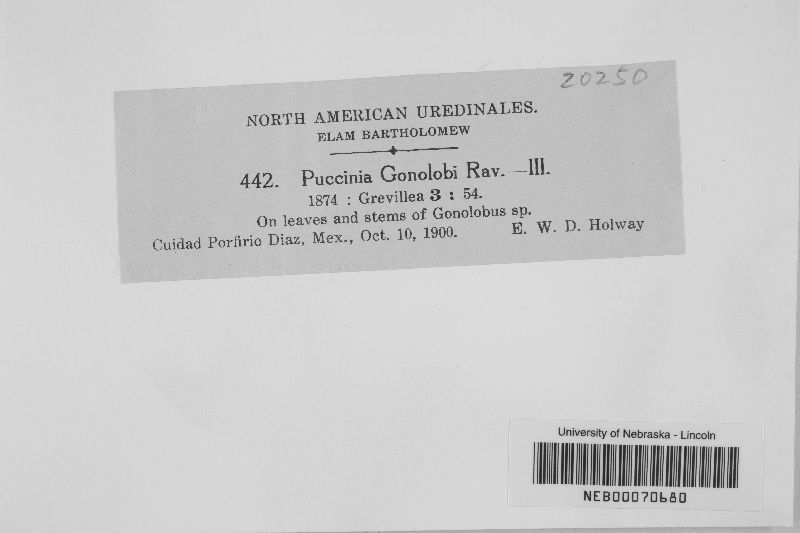 20250
NORTH AMERICAN UREDINALES.
ELAM BARTHOLOMEW
442. Puccinia Gonolobi Rav. —III.
1874 : Grevillea 3 : 54.
On leaves and stems of Gonolobus sp.
Cuidad Porfirio Diaz, Mex., Oct. 10, 1900. E. W. D. Holway
University of Nebraska - Lincoln
NEB00070680